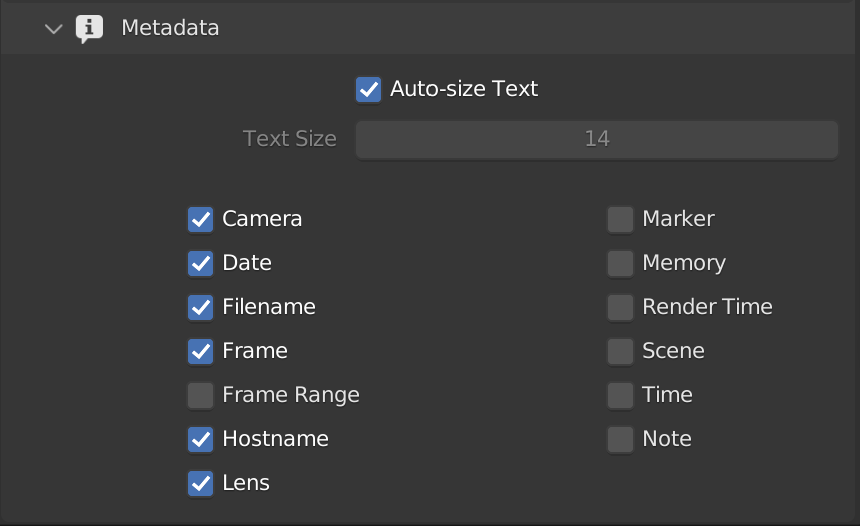 Metadata
Auto-size Text
Text Size 14
Camera
Date
Filename
Frame
Frame Range
Hostname
Lens
Marker
Memory
Render Time
Scene
Time
Note